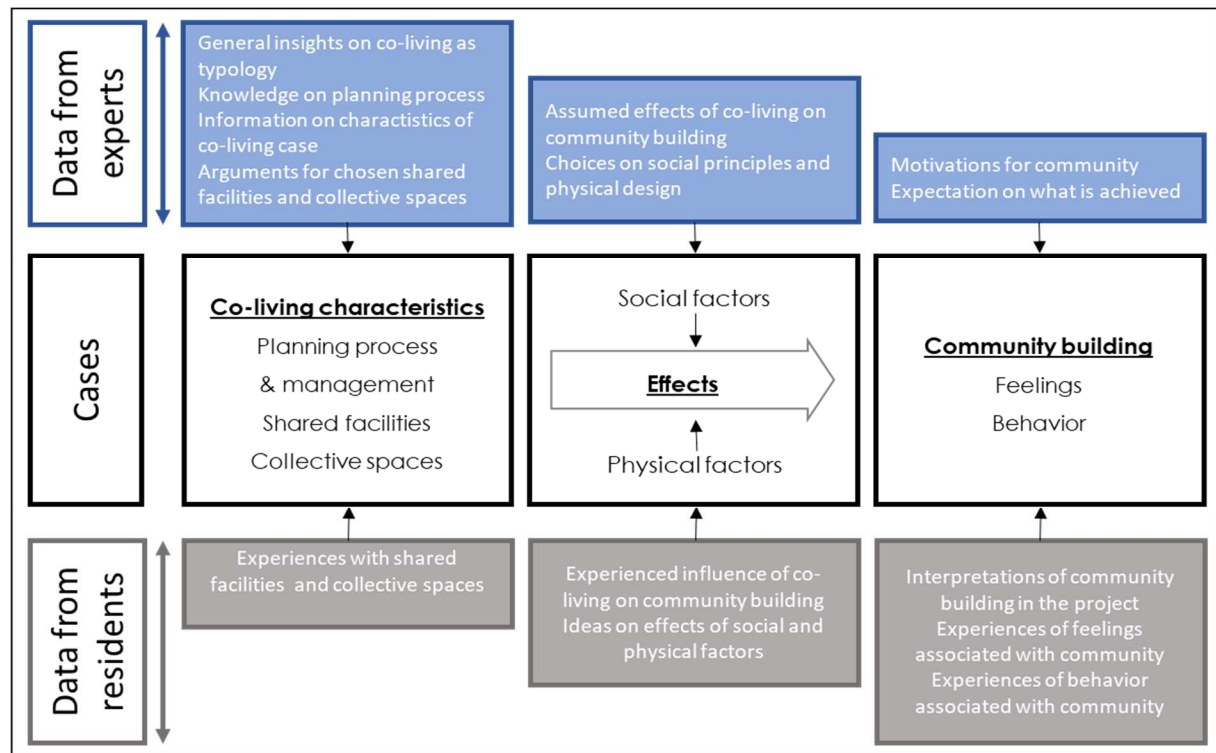 Data from
experts
General insights on co-living as
typology
Knowledge on planning process
Information on charactistics of
co-living case
Arguments for chosen shared
facilities and collective spaces
Assumed effects of co-living on
community building
Choices on social principles and
physical design
Motivations for community
Expectation on what is achieved
Cases
Co-living characteristics
Planning process
& management
Shared facilities
Collective spaces
Social factors
Effects
Physical factors
Community building
Feelings
Behavior
Data from
residents
Experiences with shared
facilities and collective spaces
Experienced influence of co-
living on community building
Ideas on effects of social and
physical factors
Interpretations of community
building in the project
Experiences of feelings
associated with community
Experiences of behavior
associated with community